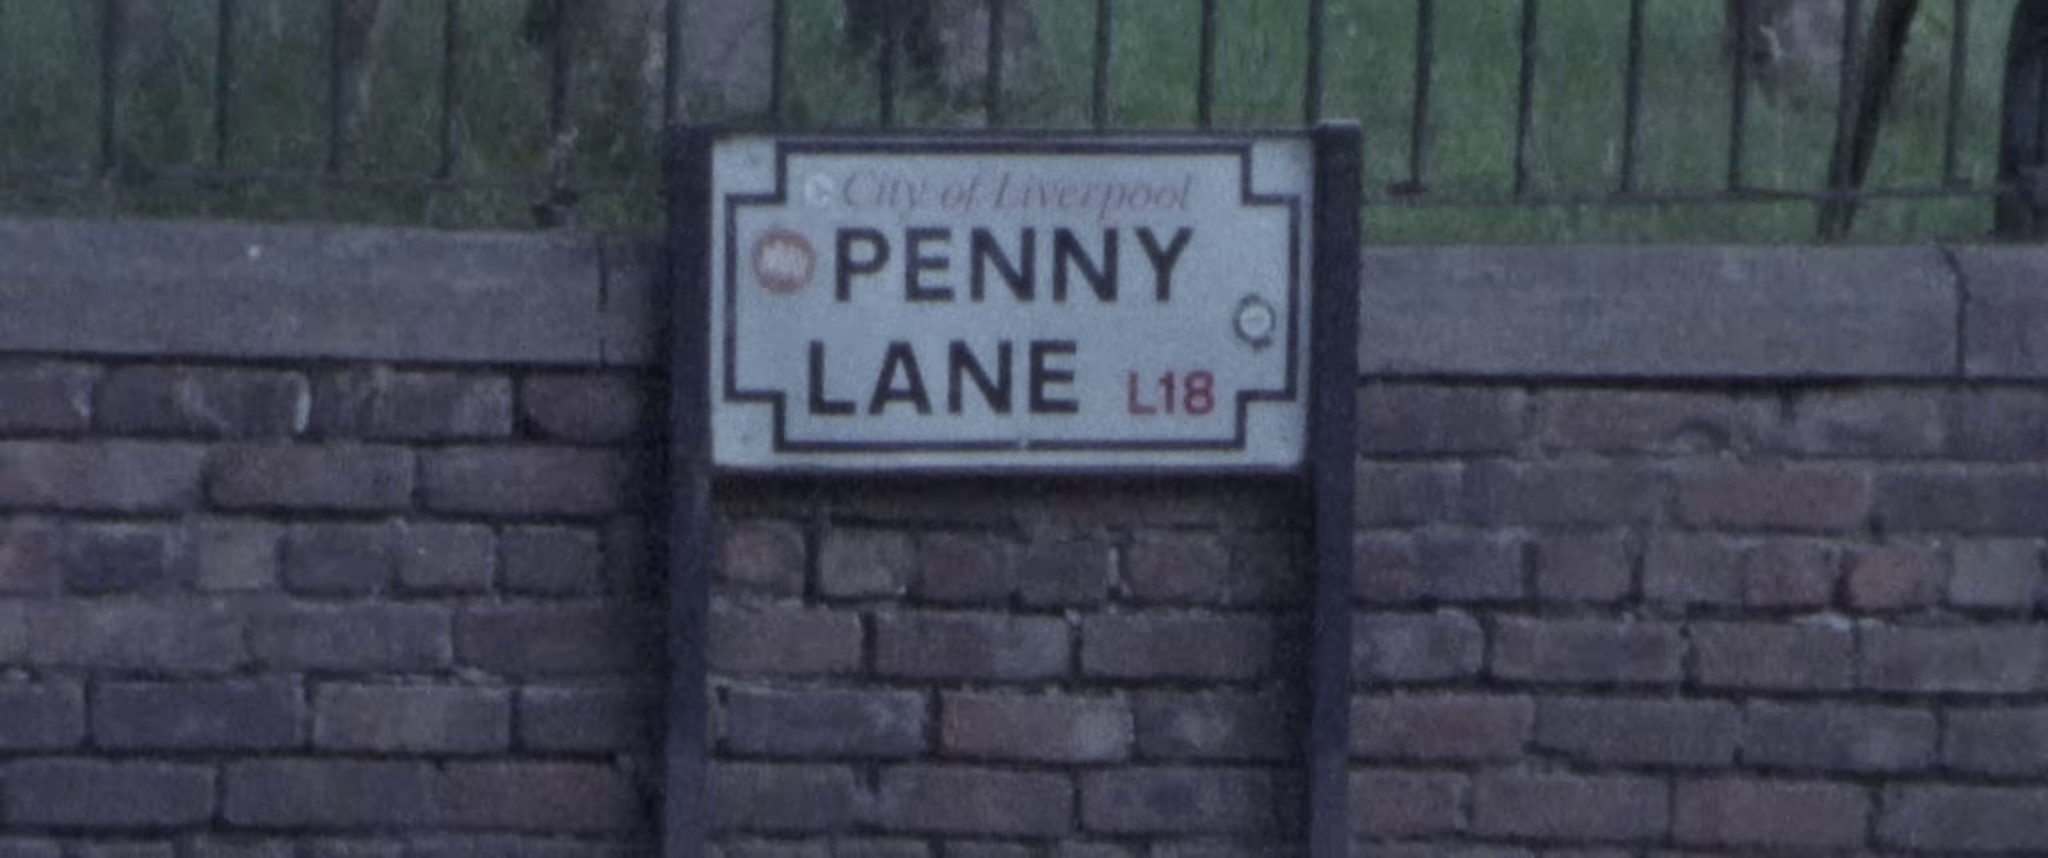 City of Liverpool
PENNY
LANE L18